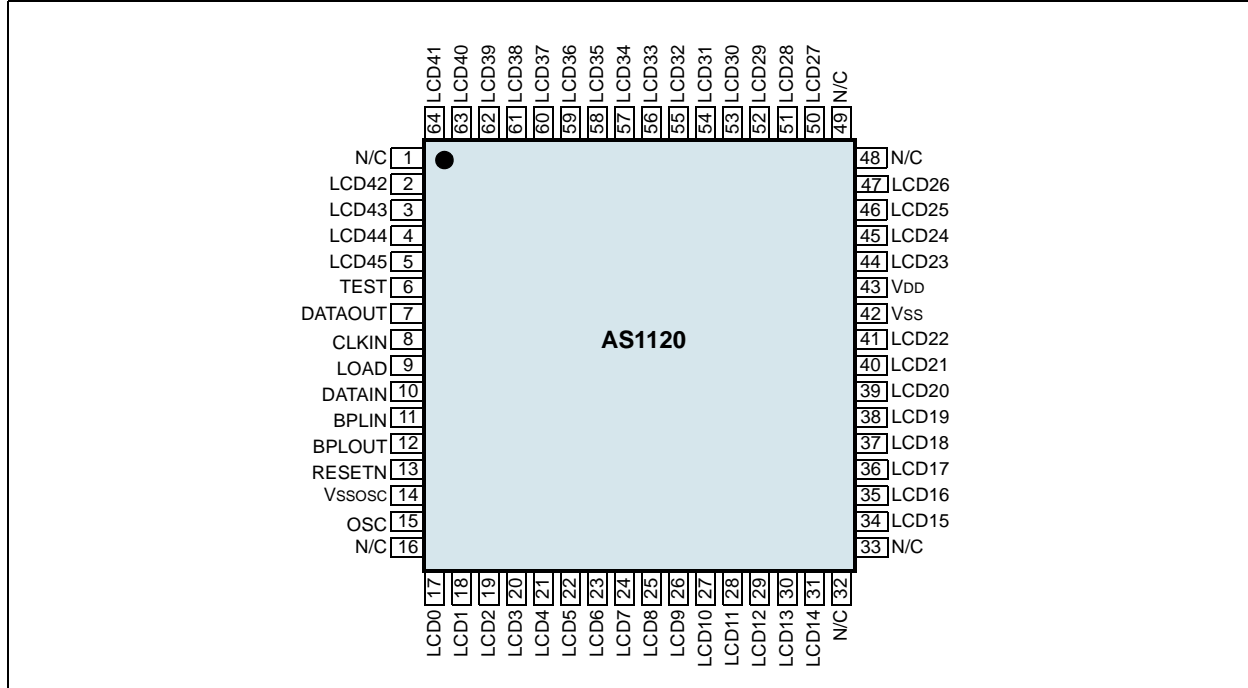 LCD41 LCD40 LCD39 LCD38 LCD37 LCD36 LCD35 LCD34 LCD33 LCD32 LCD31 LCD30 LCD29 LCD28 LCD27 N/C
64 63 62 61 60 59 58 57 56 55 54 53 52 51 50 49
N/C 1
LCD42 2
LCD43 3
LCD44 4
LCD45 5
TEST 6
DATAOUT 7
CLKIN 8
LOAD 9
DATAIN 10
BPLIN 11
BPLOUT 12
RESETN 13
VSSOSC 14
OSC 15
N/C 16
AS1120
48 N/C
47 LCD26
46 LCD25
45 LCD24
44 LCD23
43 VDD
42 VSS
41 LCD22
40 LCD21
39 LCD20
38 LCD19
37 LCD18
36 LCD17
35 LCD16
34 LCD15
33 N/C
17 18 19 20 21 22 23 24 25 26 27 28 29 30 31 32
LCD0 LCD1 LCD2 LCD3 LCD4 LCD5 LCD6 LCD7 LCD8 LCD9 LCD10 LCD11 LCD12 LCD13 LCD14 N/C